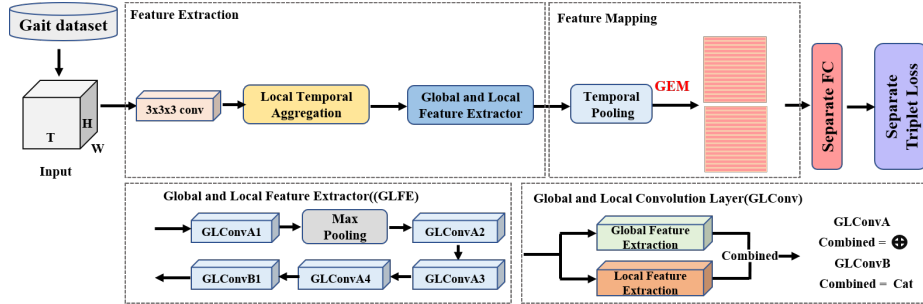 Gait dataset
Feature Extraction
Feature Mapping
T
H
W
Input
3x3x3 conv
Local Temporal
Aggregation
Global and Local
Feature Extractor
Temporal
Pooling
GEM
Separate FC
Separate
Triplet Loss
Global and Local Feature Extractor((GLFE)
GLConvA1
Max
Pooling
GLConvA2
GLConvB1
GLConvA4
GLConvA3
Global and Local Convolution Layer(GLConv)
Global Feature
Extraction
Local Feature
Extraction
Combined
GLConvA
Combined = ⊕
GLConvB
Combined = Cat